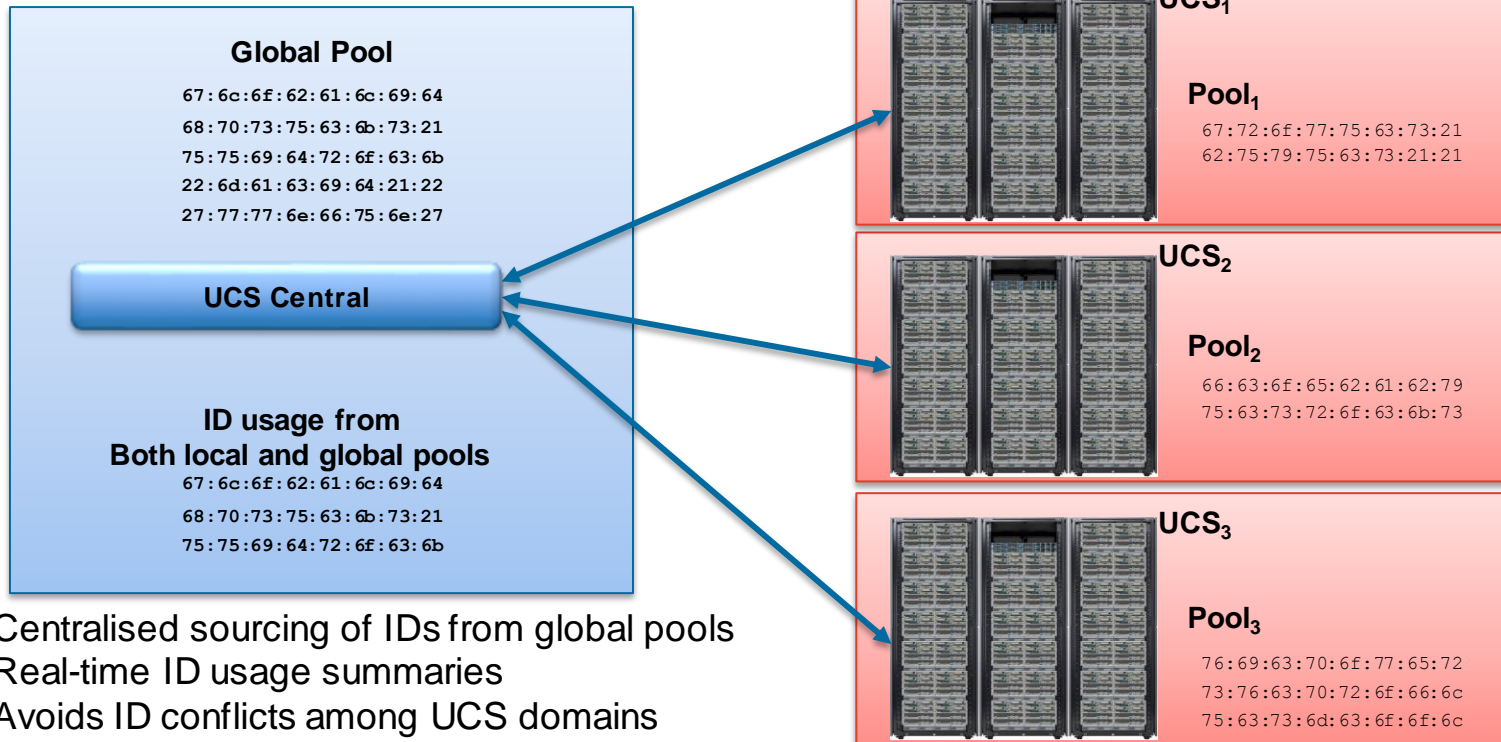 Global Pool
67:6c:6f:62:61:6c:69:64
68:70:73:75:63:6b:73:21
75:75:69:64:72:6f:63:6b
22:6d:61:63:69:64:21:22
27:77:77:6e:66:75:6e:27
UCS Central
ID usage from
Both local and global pools
67:6c:6f:62:61:6c:69:64
68:70:73:75:63:6b:73:21
75:75:69:64:72:6f:63:6b
Centralised sourcing of IDs from global pools
Real-time ID usage summaries
Avoids ID conflicts among UCS domains
UCS₁
Pool₁
67:72:6f:77:75:63:73:21
62:75:79:75:63:73:21:21
UCS₂
Pool₂
66:63:6f:65:62:61:62:79
75:63:73:72:6f:63:6b:73
UCS₃
Pool₃
76:69:63:70:6f:77:65:72
73:76:63:70:72:6f:66:6c
75:63:73:6d:63:6f:6f:6c